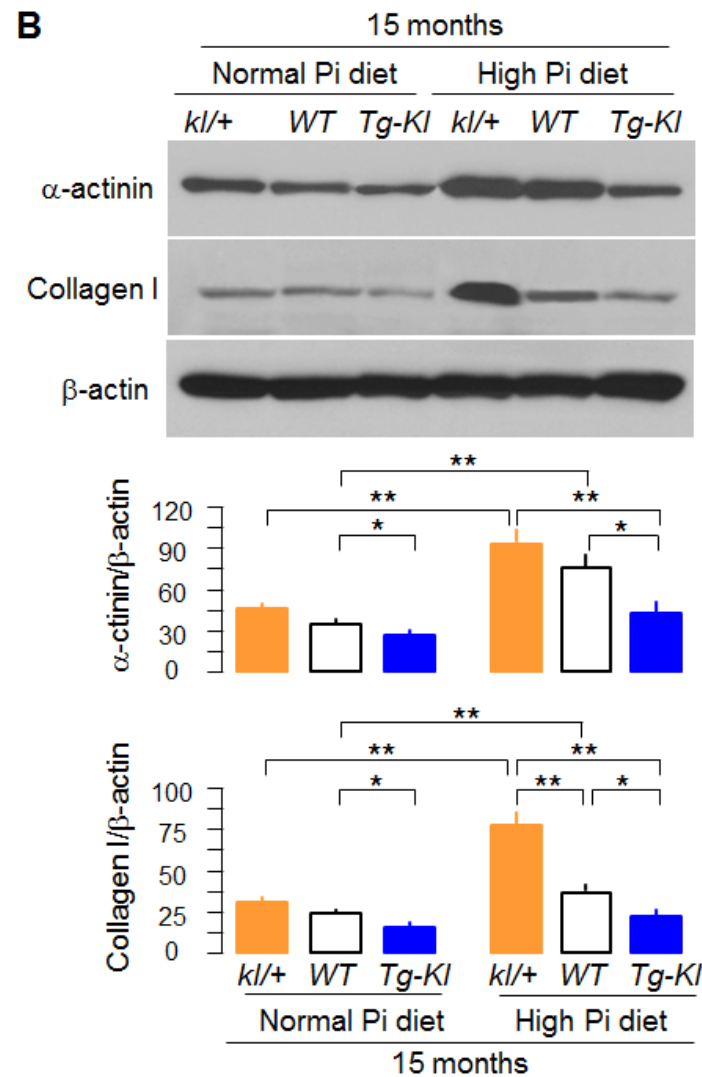 B
15 months
Normal Pi diet High Pi diet
kl/+ WT Tg-Kl kl/+ WT Tg-Kl
α-actinin
Collagen I
β-actin
**
** **
* *
α-ctinin/β-actin
120
90
60
30
0
**
** **
* ** *
Collagen I/β-actin
100
75
50
25
0
kl/+ WT Tg-Kl kl/+ WT Tg-Kl
Normal Pi diet High Pi diet
15 months